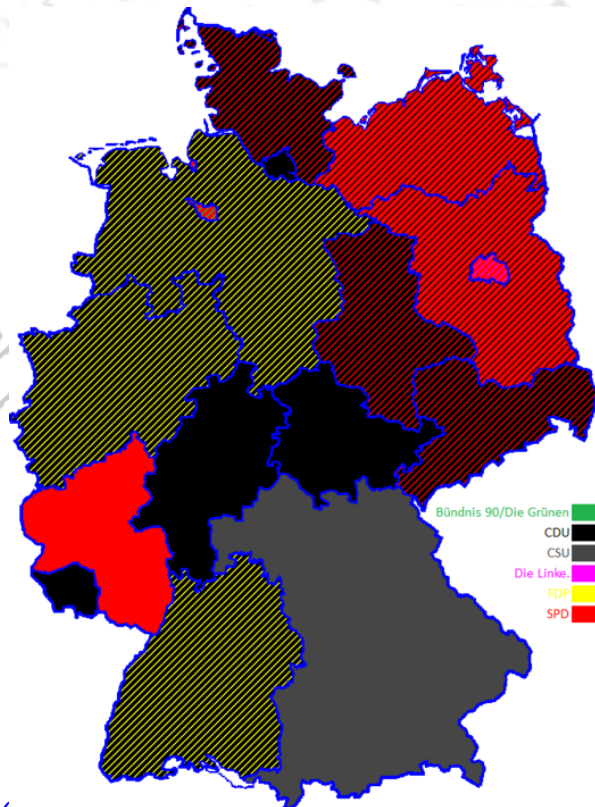 Bündnis 90/Die Grünen
CDU
CSU
Die Linke.
FDP
SPD